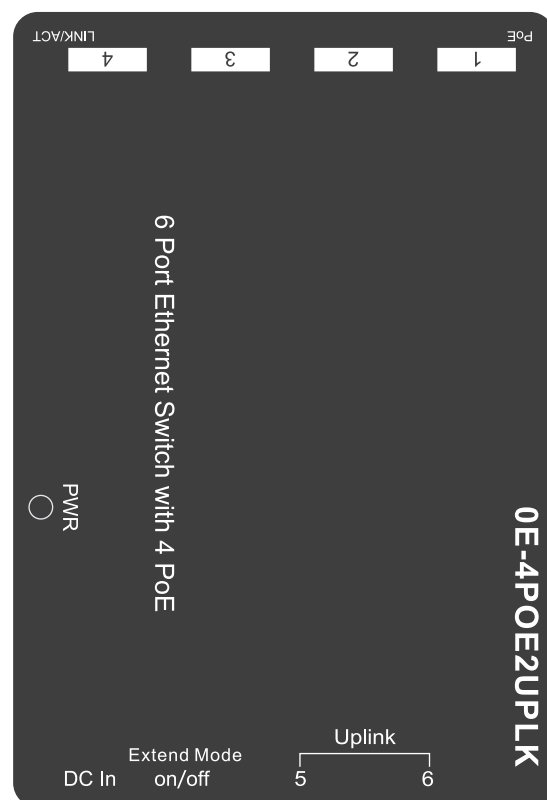 LINK/ACT
PoE
4 3 2 1
6 Port Ethernet Switch with 4 PoE
PWR
0E-4POE2UPLK
Uplink
Extend Mode
DC In on/off 5 6